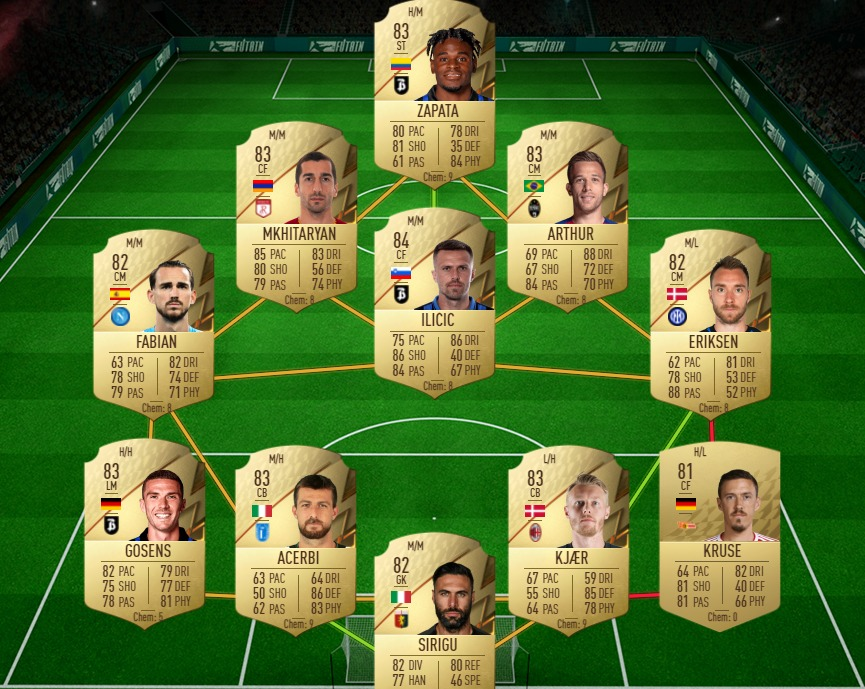 FUTBIN FUTBIN FUTBIN FUTBIN
FUTBIN
FUTBIN
H/M
83
ST
ZAPATA
80 PAC 78 DRI
81 SHO 35 DEF
61 PAS 84 PHY
Chem: 9
M/M
83
CF
MKHITARYAN
85 PAC 83 DRI
80 SHO 56 DEF
79 PAS 74 PHY
Chem: 8
M/M
83
CM
ARTHUR
69 PAC 88 DRI
67 SHO 72 DEF
84 PAS 70 PHY
Chem: 8
M/M
84
CF
ILICIC
75 PAC 86 DRI
86 SHO 40 DEF
84 PAS 67 PHY
Chem: 8
M/M
82
CM
FABIAN
63 PAC 82 DRI
78 SHO 74 DEF
79 PAS 71 PHY
Chem: 8
M/L
82
CM
ERIKSEN
62 PAC 81 DRI
78 SHO 53 DEF
88 PAS 52 PHY
Chem: 8
H/H
83
LM
GOSENS
82 PAC 79 DRI
75 SHO 77 DEF
78 PAS 81 PHY
Chem: 5
M/H
83
CB
ACERBI
63 PAC 64 DRI
50 SHO 86 DEF
62 PAS 83 PHY
Chem: 9
L/H
83
CB
KJÆR
67 PAC 59 DRI
55 SHO 85 DEF
64 PAS 78 PHY
Chem: 9
H/L
81
CF
KRUSE
64 PAC 82 DRI
81 SHO 40 DEF
81 PAS 66 PHY
Chem: 0
M/M
82
GK
SIRIGU
82 DIV 80 REF
77 HAN 46 SPE